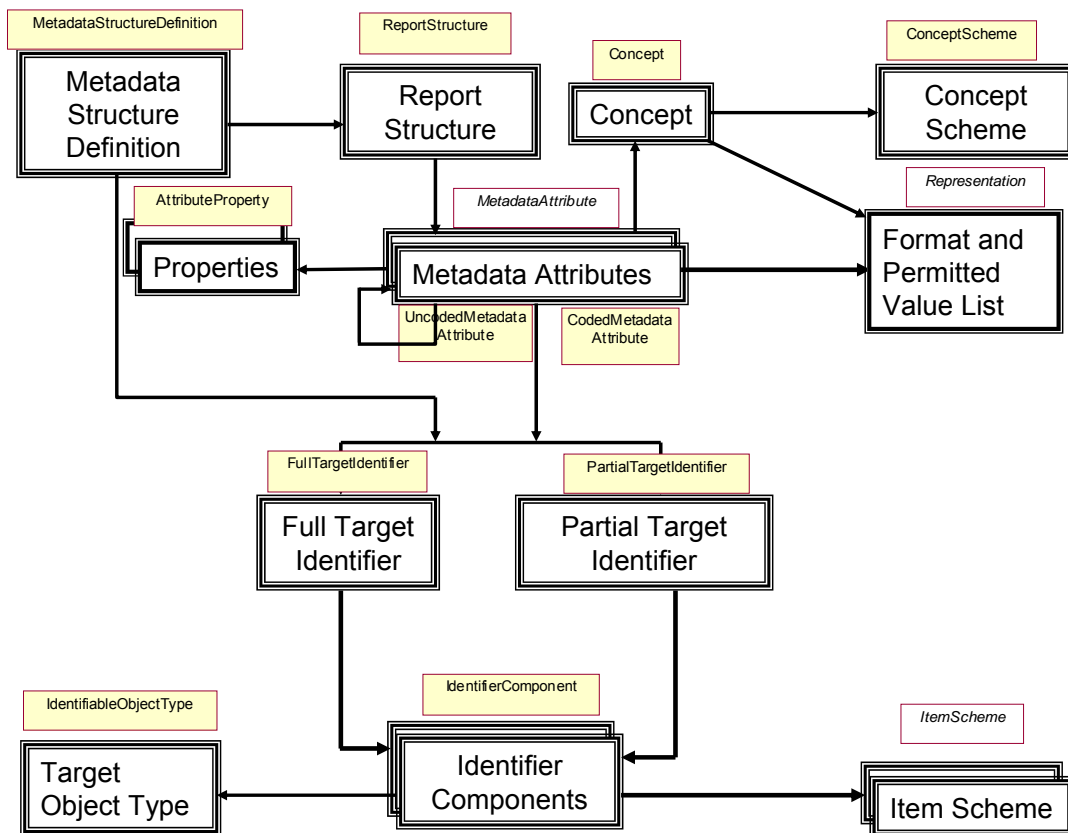 MetadataStructureDefinition
Metadata
Structure
Definition
ReportStructure
Report
Structure
Concept
Concept
ConceptScheme
Concept
Scheme
Representation
Format and
Permitted
Value List
AttributeProperty
Properties
MetadataAttribute
Metadata Attributes
UncodedMetadata
Attribute
CodedMetadata
Attribute
FullTargetIdentifier
Full Target
Identifier
PartialTargetIdentifier
Partial Target
Identifier
IdentifiableObjectType
Target
Object Type
IdentifierComponent
Identifier
Components
ItemScheme
Item Scheme